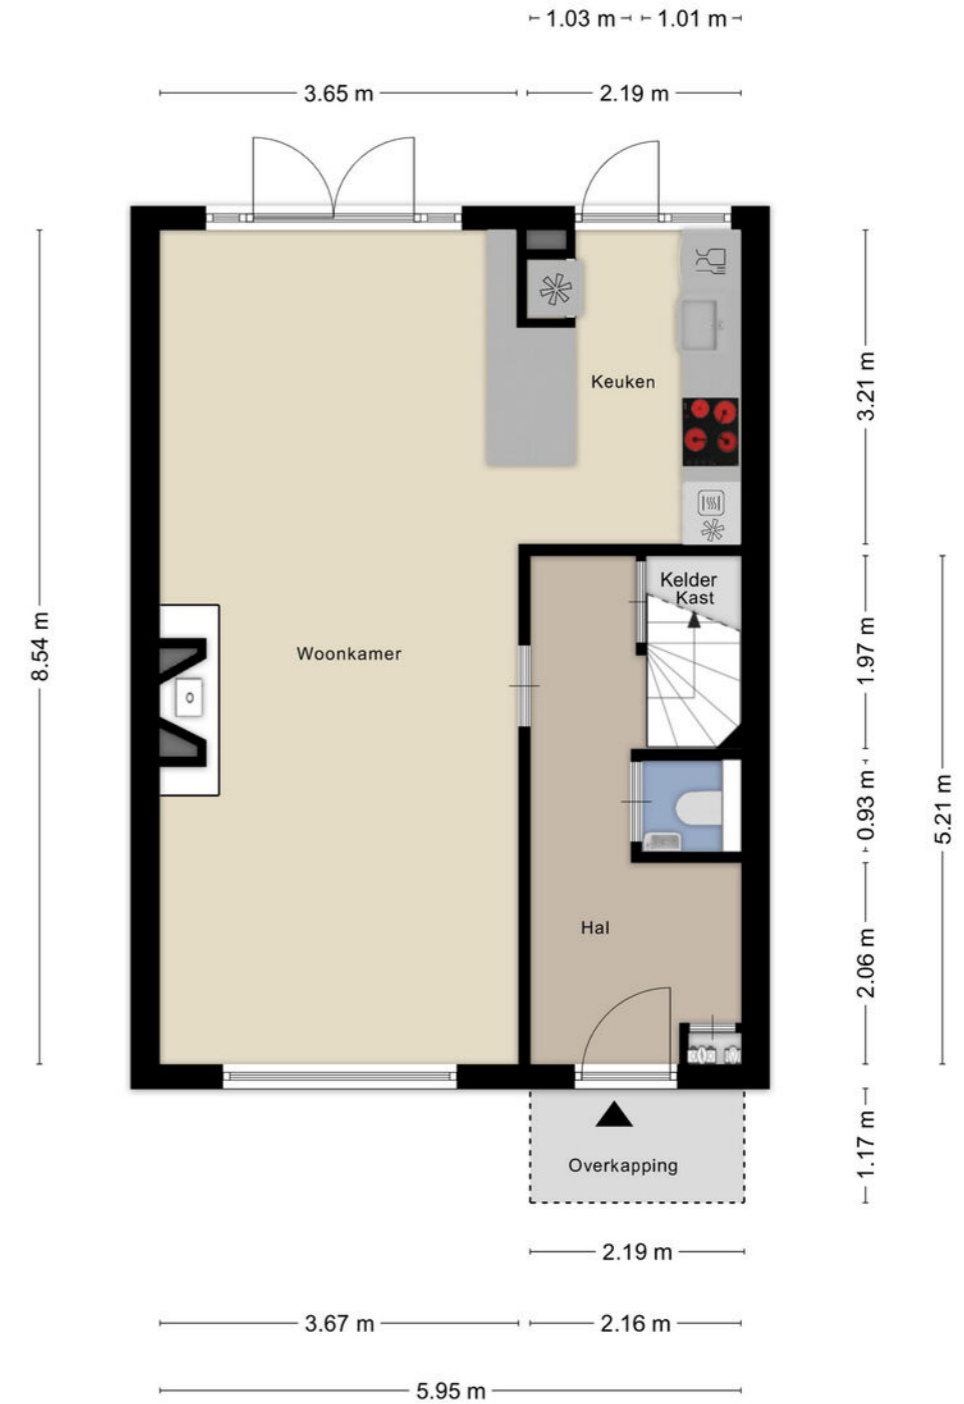 1.03 m
1.01 m
3.65 m
2.19 m
Keuken
3.21 m
Kelder
Kast
8.54 m
Woonkamer
1.97 m
0.93 m
5.21 m
Hal
2.06 m
1.17 m
Overkapping
2.19 m
3.67 m
2.16 m
5.95 m